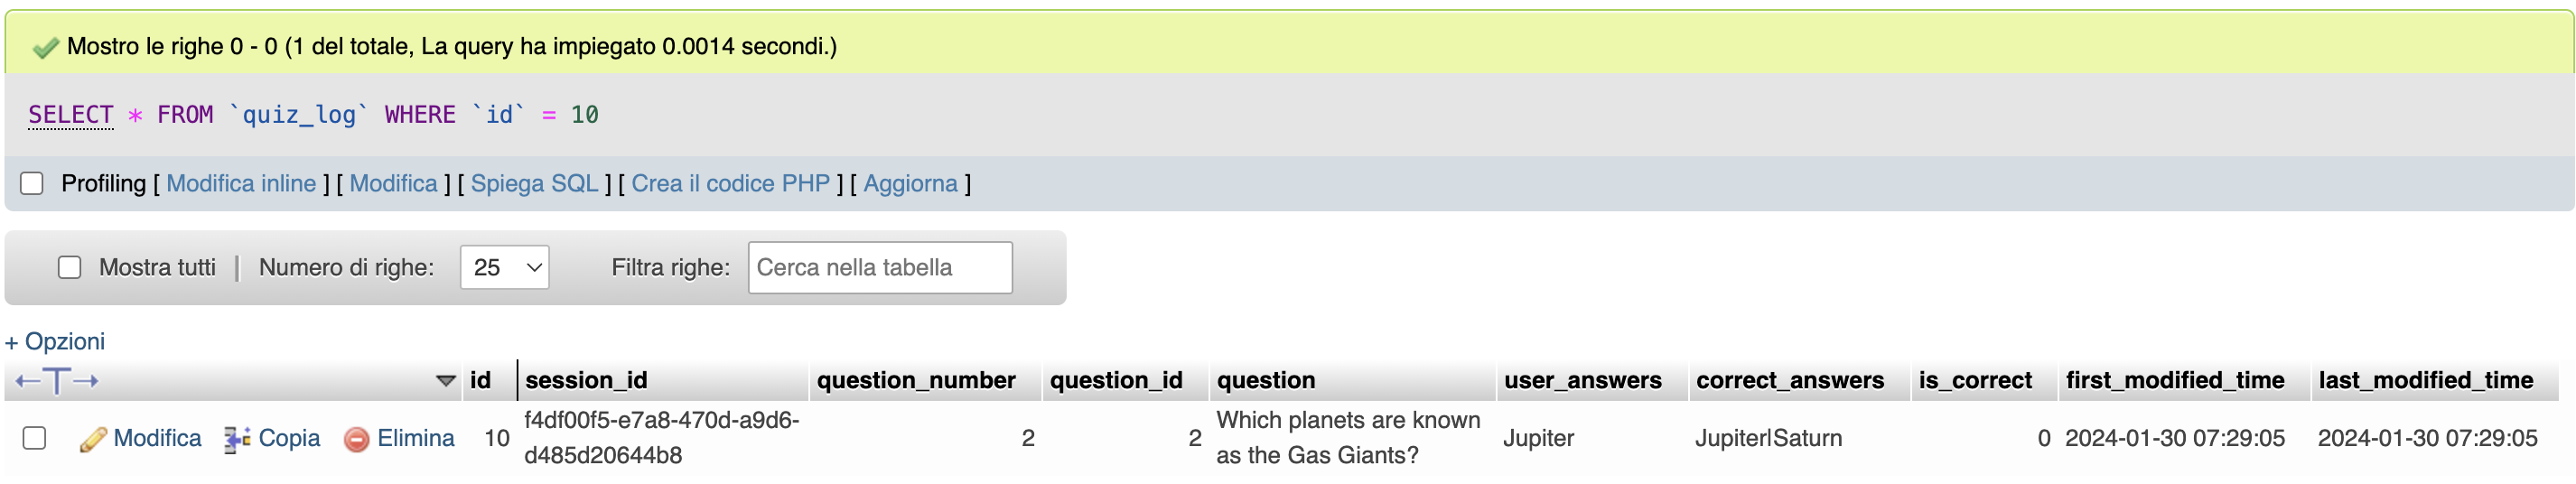 Mostro le righe 0 - 0 (1 del totale, La query ha impiegato 0.0014 secondi.)
SELECT * FROM `quiz_log` WHERE `id` = 10
Profiling [ Modifica inline ] [ Modifica ] [ Spiega SQL ] [ Crea il codice PHP ] [ Aggiorna ]
Mostra tutti | Numero di righe: 25 Filtra righe: Cerca nella tabella
+ Opzioni
←T→ id session_id question_number question_id question user_answers correct_answers is_correct first_modified_time last_modified_time
Modifica Copia Elimina 10 f4df00f5-e7a8-470d-a9d6- 2 2 Which planets are known Jupiter Jupiter|Saturn 0 2024-01-30 07:29:05 2024-01-30 07:29:05
d485d20644b8 as the Gas Giants?